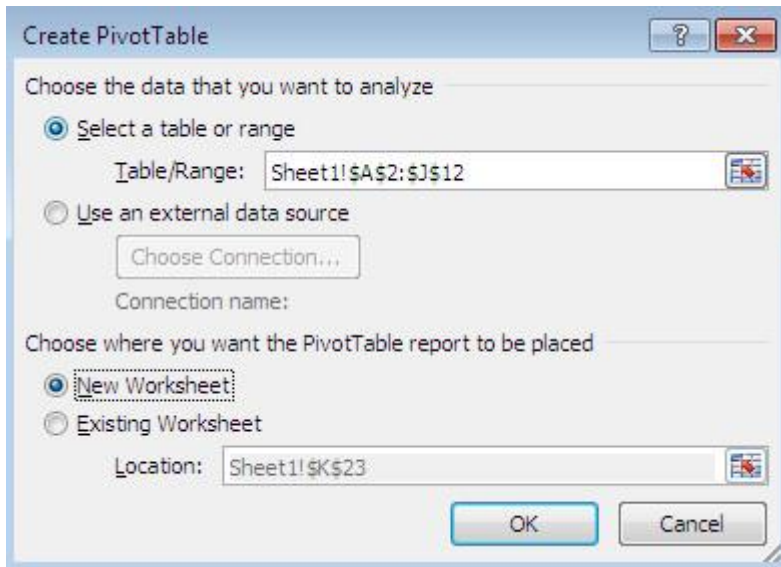 Create PivotTable
Choose the data that you want to analyze
Select a table or range
Table/Range: Sheet1!$A$2:$J$12
Use an external data source
Choose Connection...
Connection name:
Choose where you want the PivotTable report to be placed
New Worksheet
Existing Worksheet
Location: Sheet1!$K$23
OK Cancel